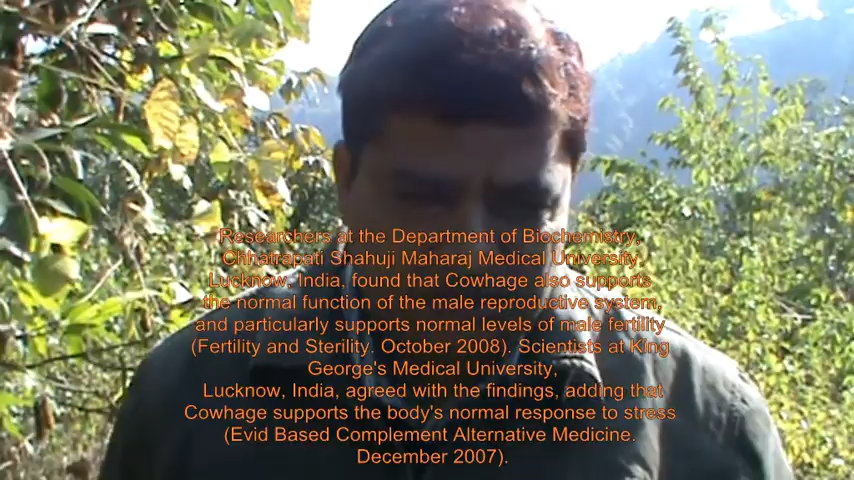 Researchers at the Department of Biochemistry,
Chhatrapati Shahuji Maharaj Medical University,
Lucknow, India, found that Cowhage also supports
the normal function of the male reproductive system,
and particularly supports normal levels of male fertility
(Fertility and Sterility. October 2008). Scientists at King
George's Medical University,
Lucknow, India, agreed with the findings, adding that
Cowhage supports the body's normal response to stress
(Evid Based Complement Alternative Medicine.
December 2007).